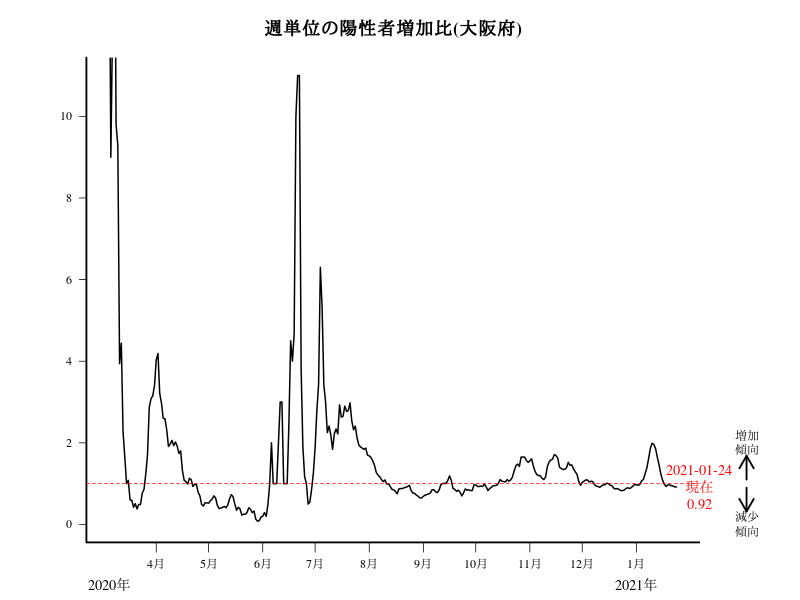 週単位の陽性者増加比(大阪府)
10
8
6
4
2
0
増加
傾向
2021-01-24
現在
0.92
減少
傾向
4月 5月 6月 7月 8月 9月 10月 11月 12月 1月
2020年 2021年